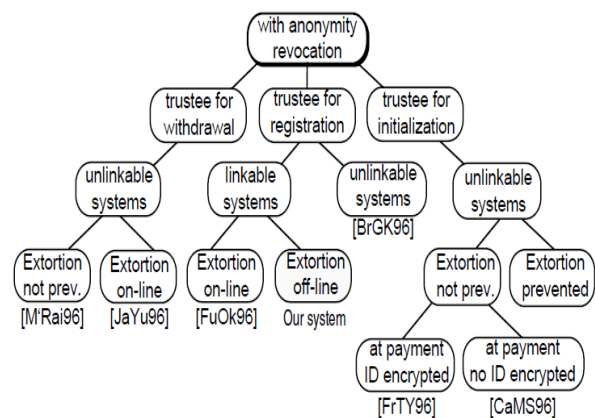 with anonymity
revocation
trustee for
withdrawal
trustee for
registration
trustee for
initialization
unlinkable
systems
linkable
systems
unlinkable
systems
[BrGK96]
unlinkable
systems
Extortion
not prev.
[M'Rai96]
Extortion
on-line
[JaYu96]
Extortion
on-line
[FuOk96]
Extortion
off-line
Our system
Extortion
not prev.
Extortion
prevented
at payment
ID encrypted
[FrTY96]
at payment
no ID encrypted
[CaMS96]